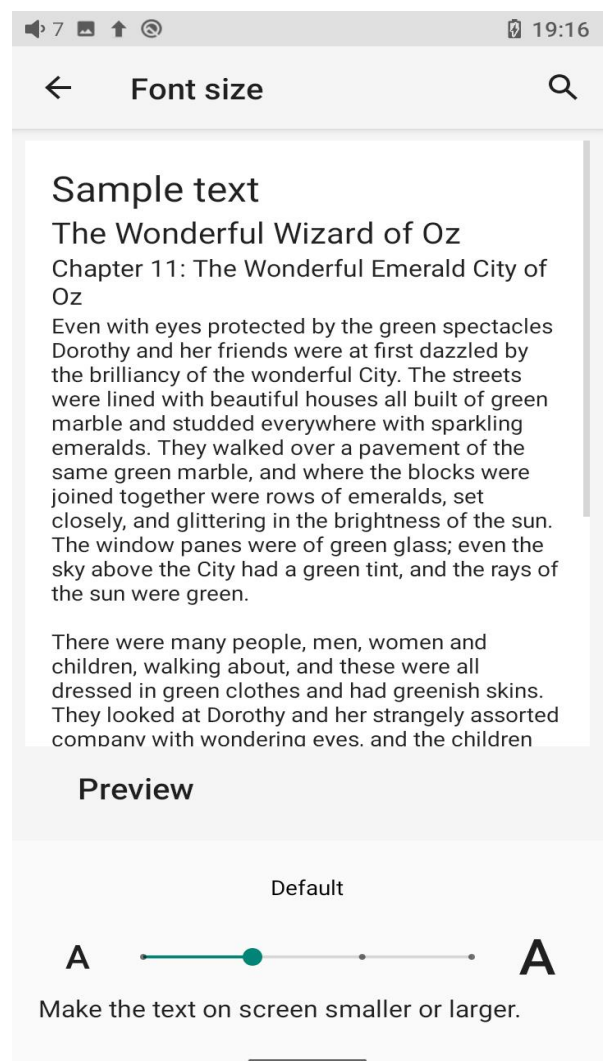 7
19:16
Font size
Sample text
The Wonderful Wizard of Oz
Chapter 11: The Wonderful Emerald City of
Oz
Even with eyes protected by the green spectacles
Dorothy and her friends were at first dazzled by
the brilliancy of the wonderful City. The streets
were lined with beautiful houses all built of green
marble and studded everywhere with sparkling
emeralds. They walked over a pavement of the
same green marble, and where the blocks were
joined together were rows of emeralds, set
closely, and glittering in the brightness of the sun.
The window panes were of green glass; even the
sky above the City had a green tint, and the rays of
the sun were green.
There were many people, men, women and
children, walking about, and these were all
dressed in green clothes and had greenish skins.
They looked at Dorothy and her strangely assorted
company with wondering eyes, and the children
Preview
Default
A
A
Make the text on screen smaller or larger.